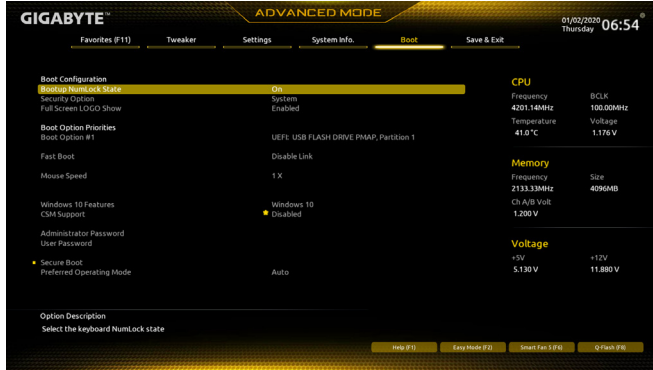 GIGABYTE™
ADVANCED MODE
01/02/2020
Thursday
06:54
Favorites (F11) Tweaker Settings System Info. Boot Save & Exit
Boot Configuration
Bootup NumLock State On
Security Option System
Full Screen LOGO Show Enabled
Boot Option Priorities
Boot Option #1 UEFI: USB FLASH DRIVE PMAP, Partition 1
Fast Boot Disable Link
Mouse Speed 1 X
Windows 10 Features Windows 10
CSM Support Disabled
Administrator Password
User Password
Secure Boot
Preferred Operating Mode Auto
CPU
Frequency BCLK
4201.14MHz 100.00MHz
Temperature Voltage
41.0 °C 1.176 V
Memory
Frequency Size
2133.33MHz 4096MB
Ch A/B Volt
1.200 V
Voltage
+5V +12V
5.130 V 11.880 V
Option Description
Select the keyboard NumLock state
Help (F1) Easy Mode (F2) Smart Fan 5 (F6) Q-Flash (F8)